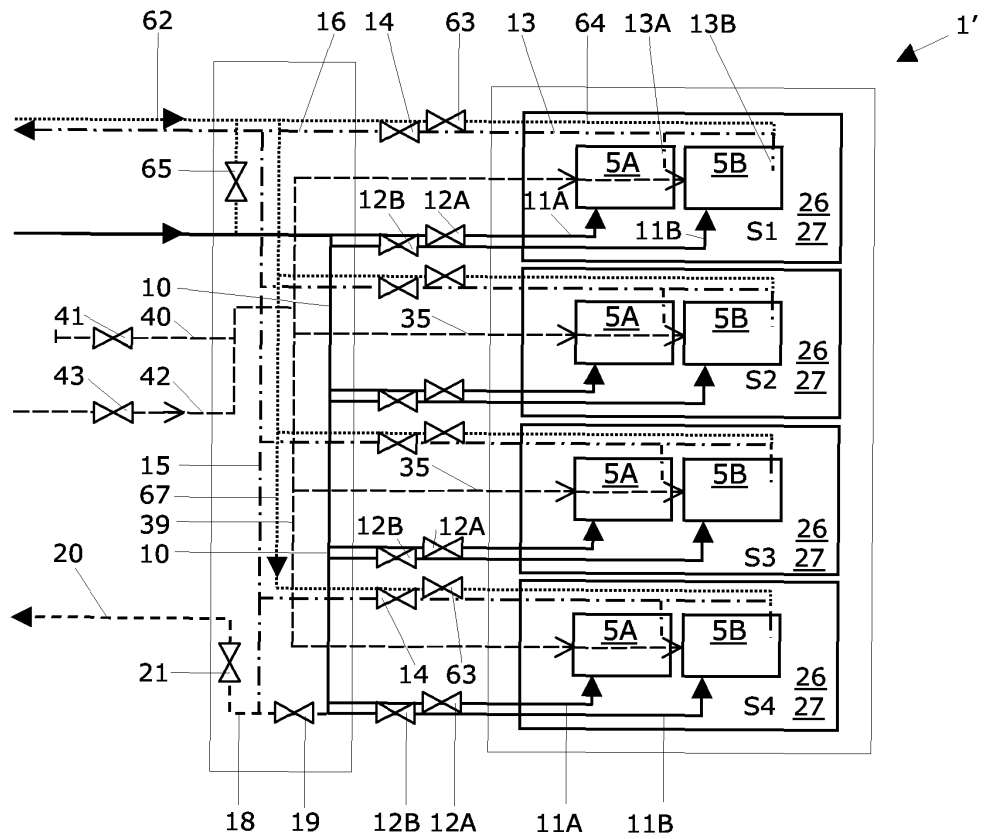 62 16 14 63 13 64 13A 13B 1’
65 5A 5B
12B 12A 11A 11B S1 26 27
10 5A 5B
41 40 35 26
43 42 S2 27
15 35 5A 5B
67
39 12B 12A 26
10 S3 27
20 5A 5B
21 14 63 26
S4 27
18 19 12B 12A 11A 11B